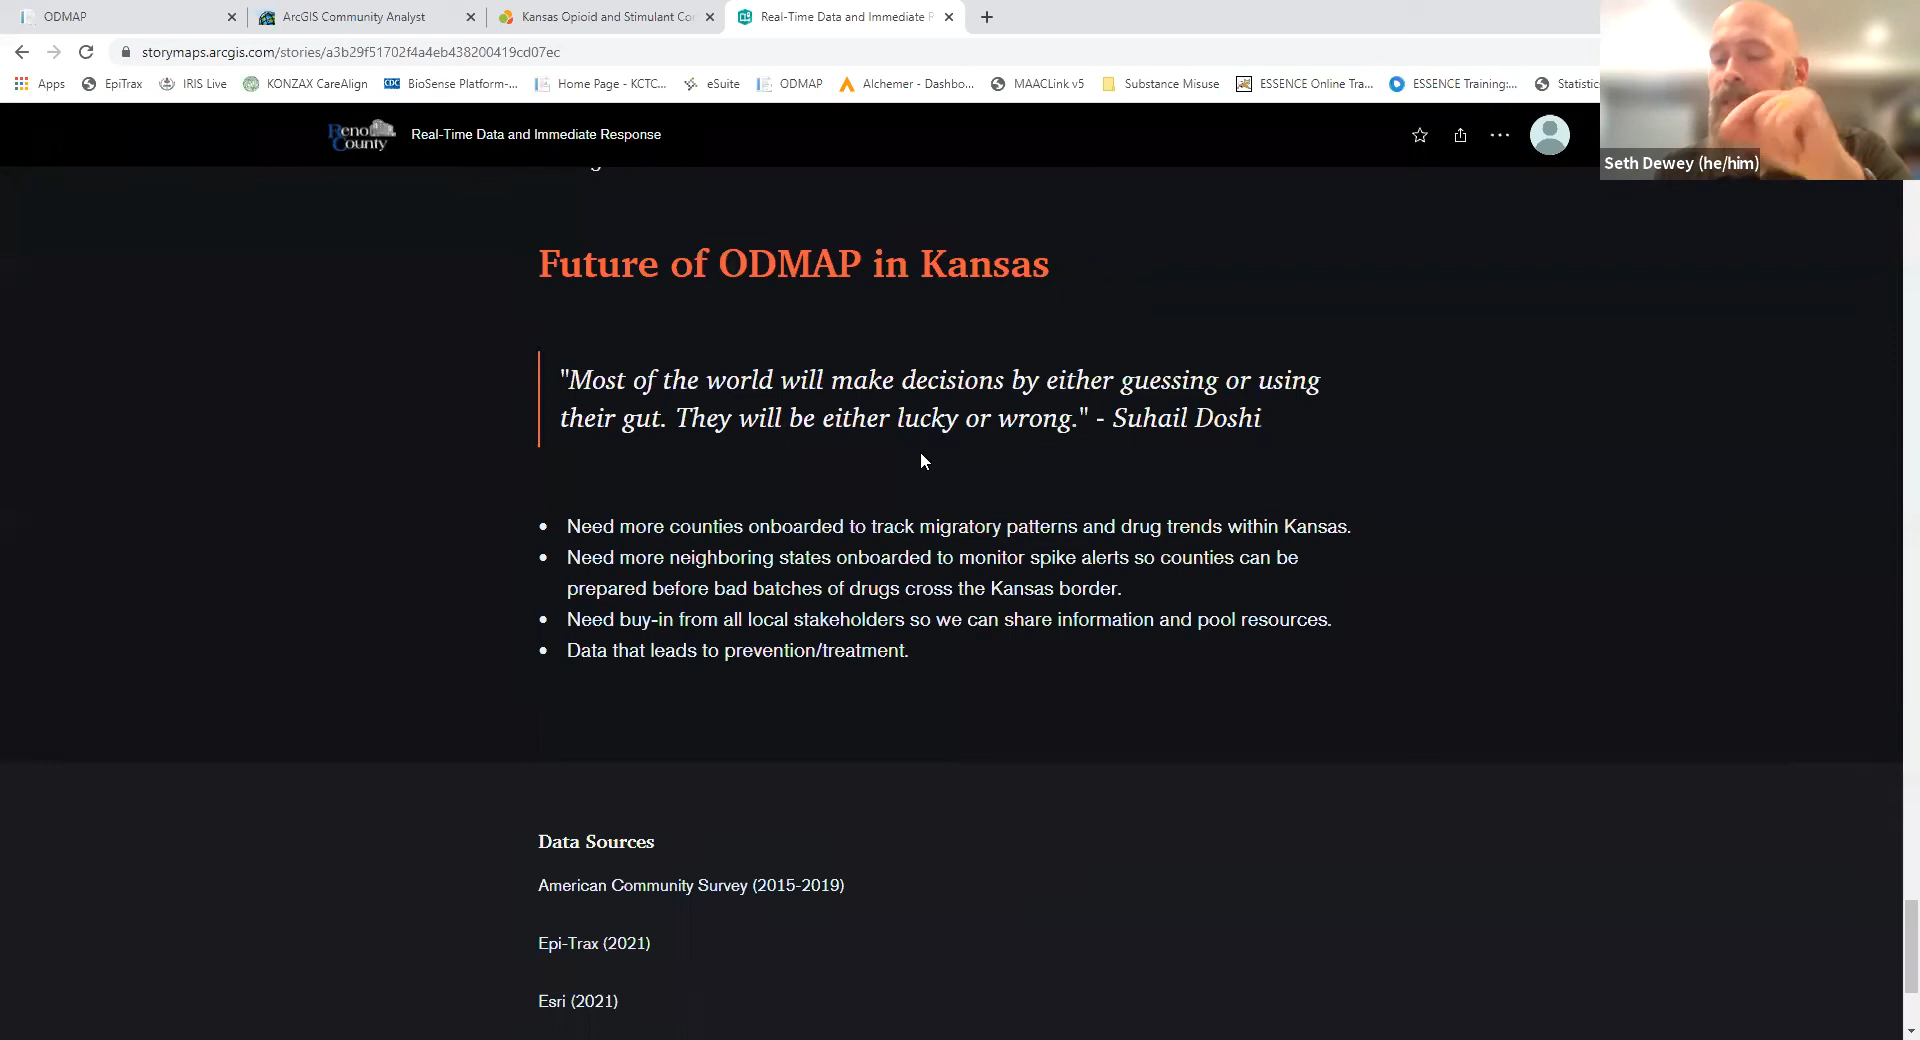 ODMAP
ArcGIS Community Analyst
Kansas Opioid and Stimulant Co
Real-Time Data and Immediate R
storymaps.arcgis.com/stories/a3b29f51702f4a4eb438200419cd07ec
Apps EpiTrax IRIS Live KONZAX CareAlign CDC BioSense Platform-... Home Page - KCTC... eSuite ODMAP Alchemer - Dashbo... MAACLink v5 Substance Misuse ESSENCE Online Tra... ESSENCE Training:... Statistic
Reno County
Real-Time Data and Immediate Response
Seth Dewey (he/him)
Future of ODMAP in Kansas
"Most of the world will make decisions by either guessing or using
their gut. They will be either lucky or wrong." - Suhail Doshi
• Need more counties onboarded to track migratory patterns and drug trends within Kansas.
• Need more neighboring states onboarded to monitor spike alerts so counties can be
prepared before bad batches of drugs cross the Kansas border.
• Need buy-in from all local stakeholders so we can share information and pool resources.
• Data that leads to prevention/treatment.
Data Sources
American Community Survey (2015-2019)
Epi-Trax (2021)
Esri (2021)